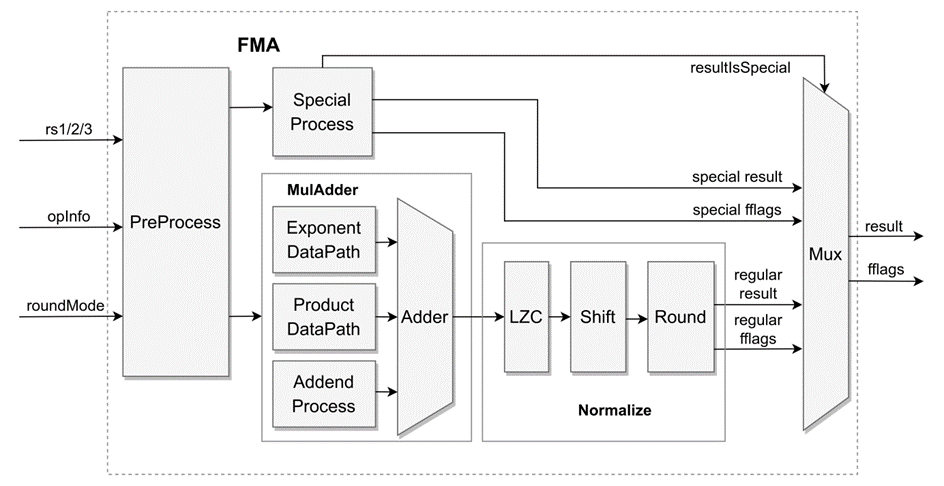 FMA
resultIsSpecial
Special
Process
rs1/2/3
MulAdder
special result
opInfo
PreProcess
Exponent
DataPath
special fflags
result
Mux
fflags
regular
result
roundMode
Product
DataPath
Adder
LZC
Shift
Round
regular
fflags
Addend
Process
Normalize